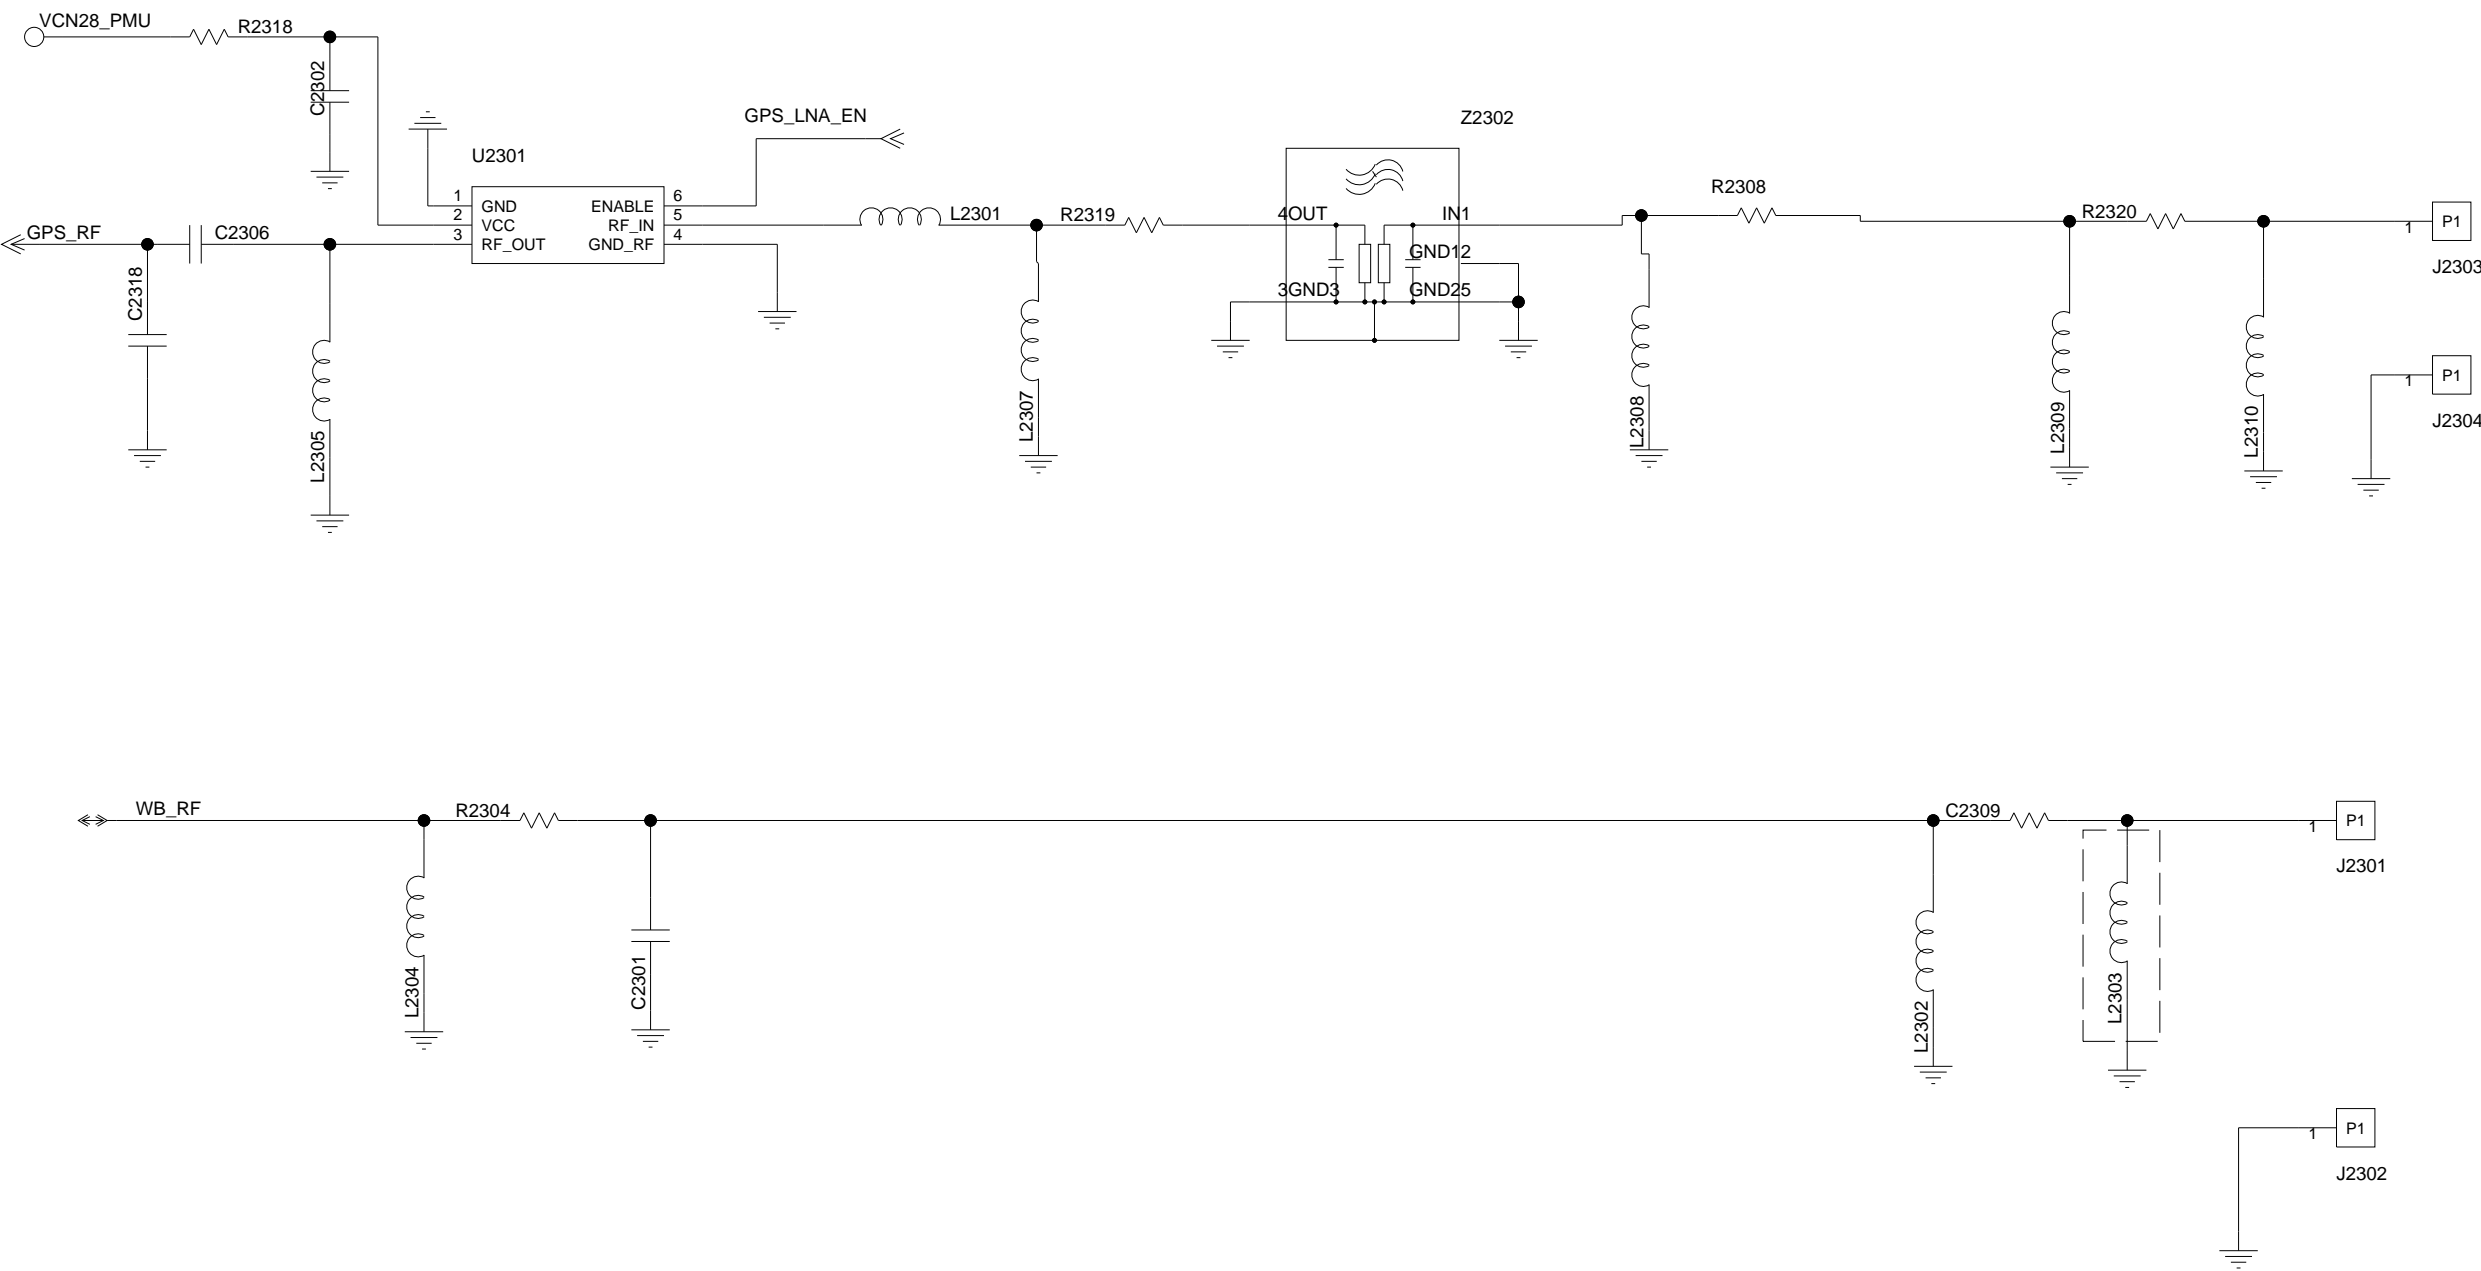 VCN28_PMU
R2318
C2302
GPS_LNA_EN
Z2302
U2301
R2308
1 GND ENABLE 6
2 VCC RF_IN 5
3 RF_OUT GND_RF 4
GPS_RF
C2306
C2318
L2305
L2301
R2319
L2307
4OUT IN1
GND12
3GND3 GND25
L2308
R2320
L2309
L2310
1 P1
J2303
1 P1
J2304
WB_RF
R2304
L2304
C2301
C2309
L2302
L2303
1 P1
J2301
1 P1
J2302